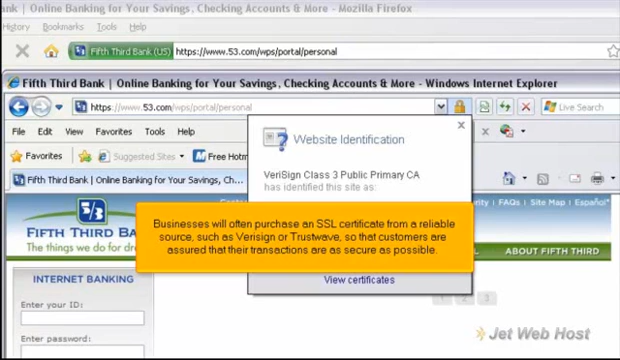 Online Banking for Your Savings, Checking Accounts & More - Mozilla Firefox
History Bookmarks Tools Help
Fifth Third Bank (US) https://www.53.com/wps/portal/personal
Fifth Third Bank | Online Banking for Your Savings, Checking Accounts & More - Windows Internet Explorer
https://www.53.com/wps/portal/personal
Live Search
File Edit View Favorites Tools Help
Favorites Suggested Sites Free Hotm
Fifth Third Bank | Online Banking for Your Savings, Ch...
Website Identification
VeriSign Class 3 Public Primary CA
has identified this site as:
FAQs | Site Map | Español
5/3
FIFTH THIRD BAN
The things we do for dre
Businesses will often purchase an SSL certificate from a reliable
source, such as Verisign or Trustwave, so that customers are
assured that their transactions are as secure as possible.
ABOUT FIFTH THIRD
View certificates
INTERNET BANKING
Enter your ID:
Enter password:
1 2 3
Jet Web Host